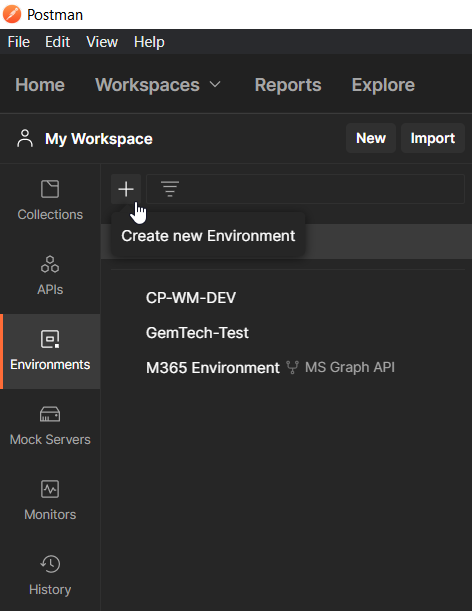 Postman
File Edit View Help
Home Workspaces Reports Explore
My Workspace New Import
Collections
Create new Environment
APIs
CP-WM-DEV
GemTech-Test
Environments
M365 Environment MS Graph API
Mock Servers
Monitors
History